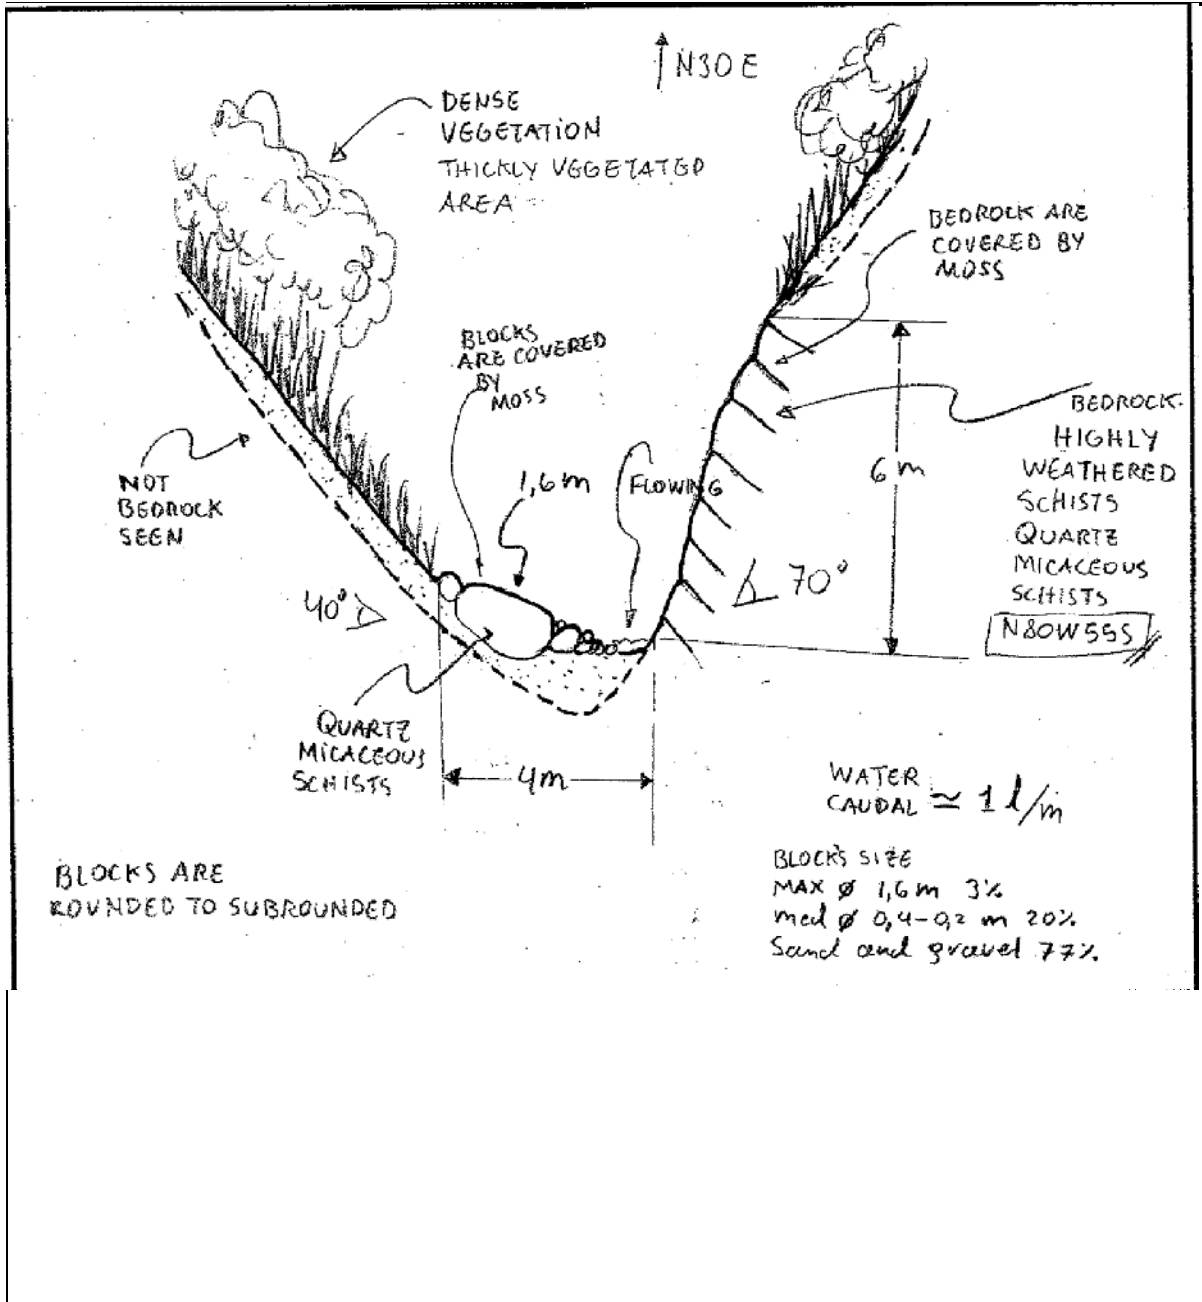 N30E
DENSE
VEGETATION
THICKLY VEGETATED
AREA
BEDROCK ARE
COVERED BY
MOSS
BLOCKS
ARE COVERED
BY
MOSS
BEDROCK
HIGHLY
WEATHERED
SCHISTS
QUARTZ
MICACEOUS
SCHISTS
N80W55S
6m
NOT
BEDROCK
SEEN
1,6m
FLOWING
40°
70°
QUARTZ
MICACEOUS
SCHISTS
4m
WATER
CAUDAL ≃ 1 l/m
BLOCKS ARE
ROUNDED TO SUBROUNDED
BLOCK'S SIZE
MAX ø 1,6m 3%
med ø 0,4-0,2 m 20%
Sand and gravel 77%